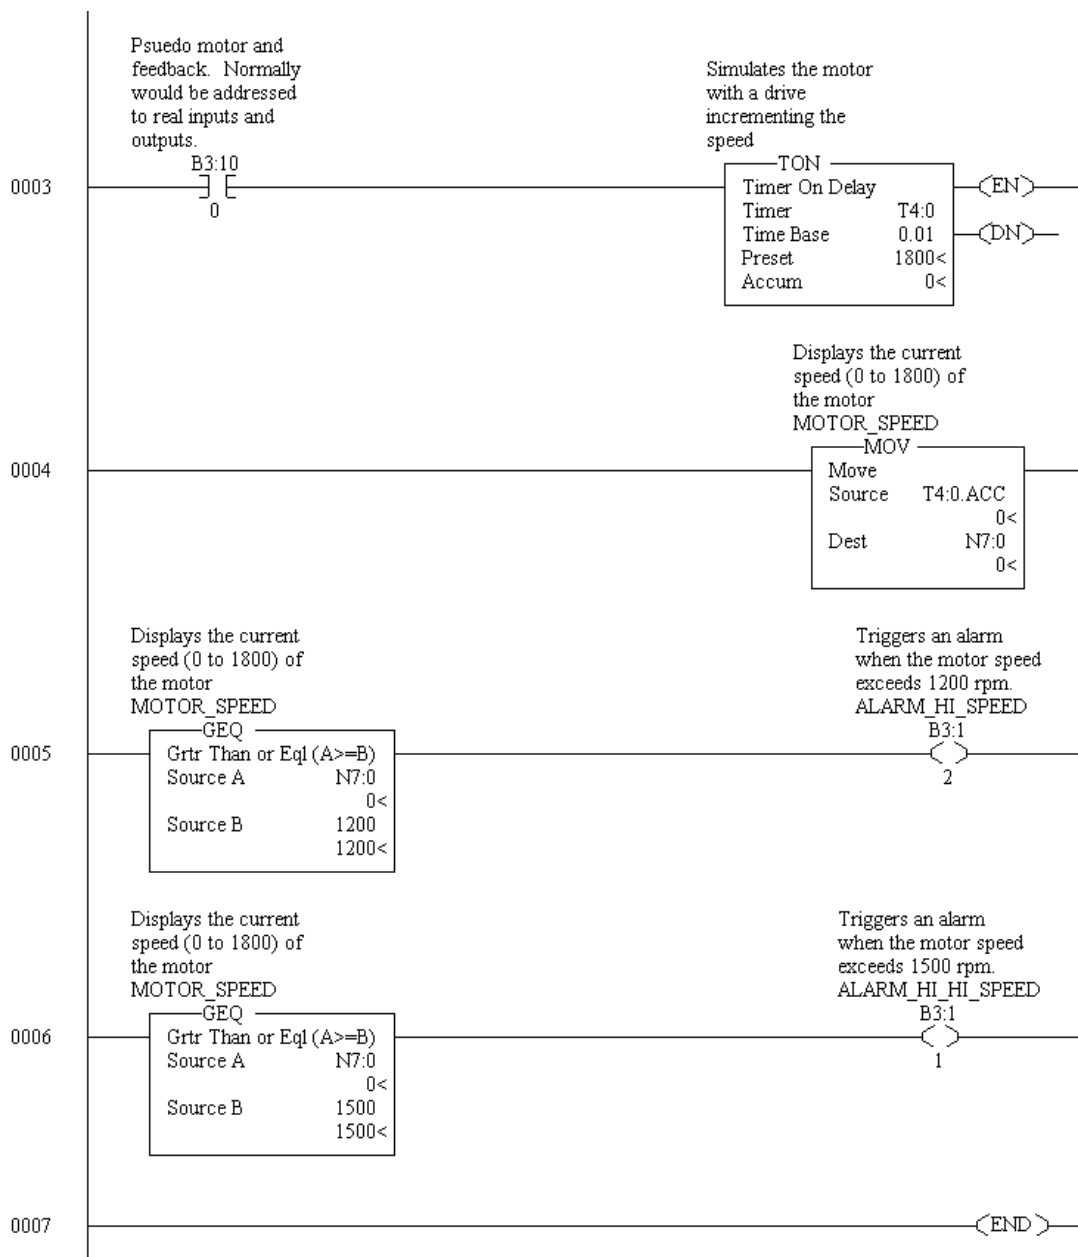 Psuedo motor and
feedback. Normally
would be addressed
to real inputs and
outputs.
B3:10
0003
0
Simulates the motor
with a drive
incrementing the
speed
TON
Timer On Delay
Timer T4:0
Time Base 0.01
Preset 1800<
Accum 0<
EN
DN
Displays the current
speed (0 to 1800) of
the motor
MOTOR_SPEED
MOV
0004
Move
Source T4:0.ACC
0<
Dest N7:0
0<
Displays the current
speed (0 to 1800) of
the motor
MOTOR_SPEED
GEQ
0005
Grtr Than or Eql (A>=B)
Source A N7:0
0<
Source B 1200
1200<
Triggers an alarm
when the motor speed
exceeds 1200 rpm.
ALARM_HI_SPEED
B3:1
2
Displays the current
speed (0 to 1800) of
the motor
MOTOR_SPEED
GEQ
0006
Grtr Than or Eql (A>=B)
Source A N7:0
0<
Source B 1500
1500<
Triggers an alarm
when the motor speed
exceeds 1500 rpm.
ALARM_HI_HI_SPEED
B3:1
1
0007
END